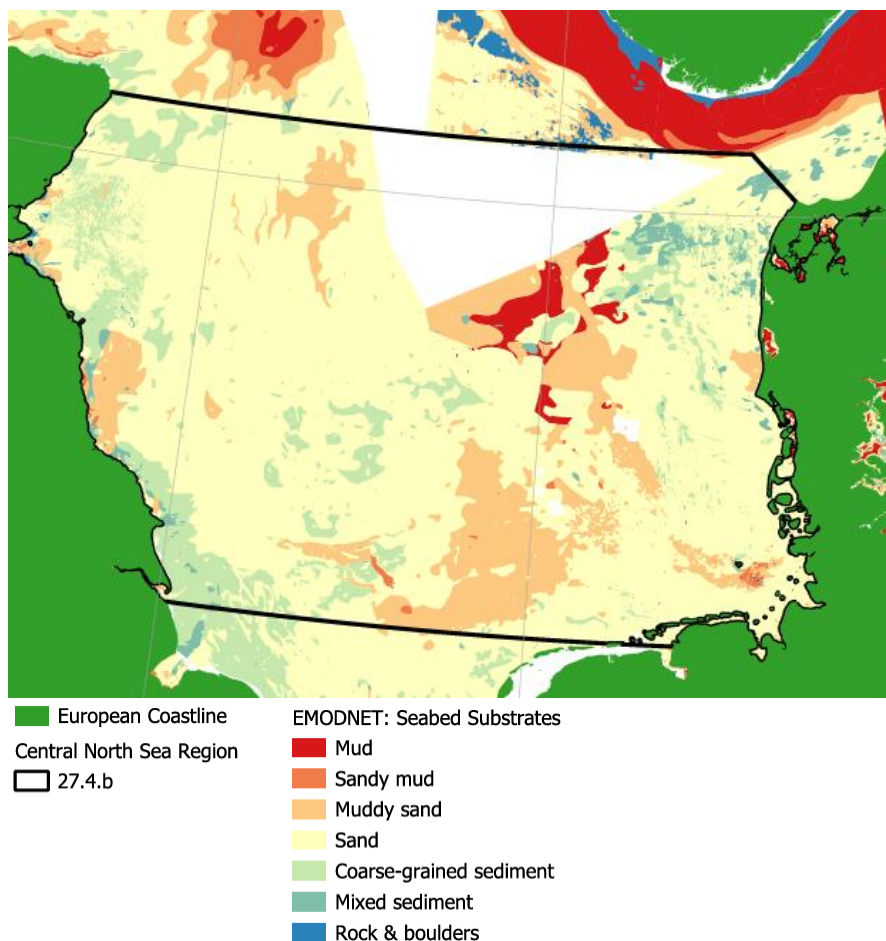 European Coastline
Central North Sea Region
27.4.b
EMODNET: Seabed Substrates
Mud
Sandy mud
Muddy sand
Sand
Coarse-grained sediment
Mixed sediment
Rock & boulders